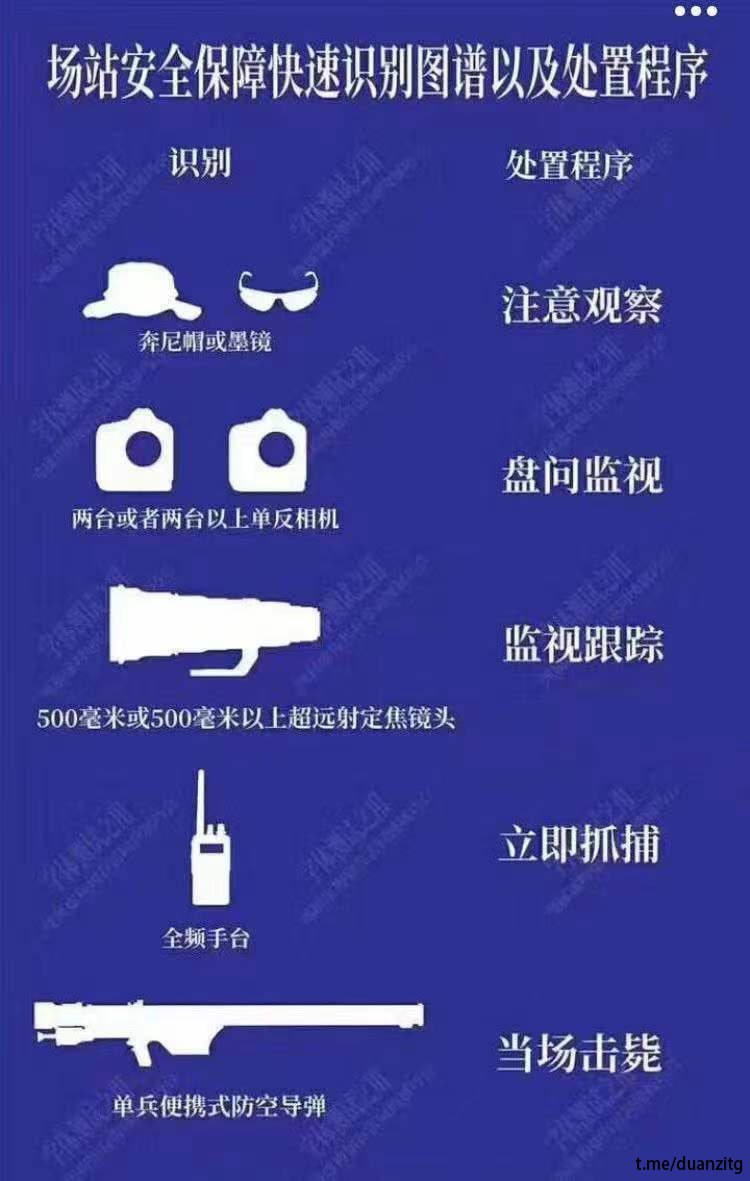 场站安全保障快速识别图谱以及处置程序
识别
处置程序
奔尼帽或墨镜
注意观察
两台或者两台以上单反相机
盘问监视
500毫米或500毫米以上超远射定焦镜头
监视跟踪
全频手台
立即抓捕
单兵便携式防空导弹
当场击毙
t.me/duanzitg